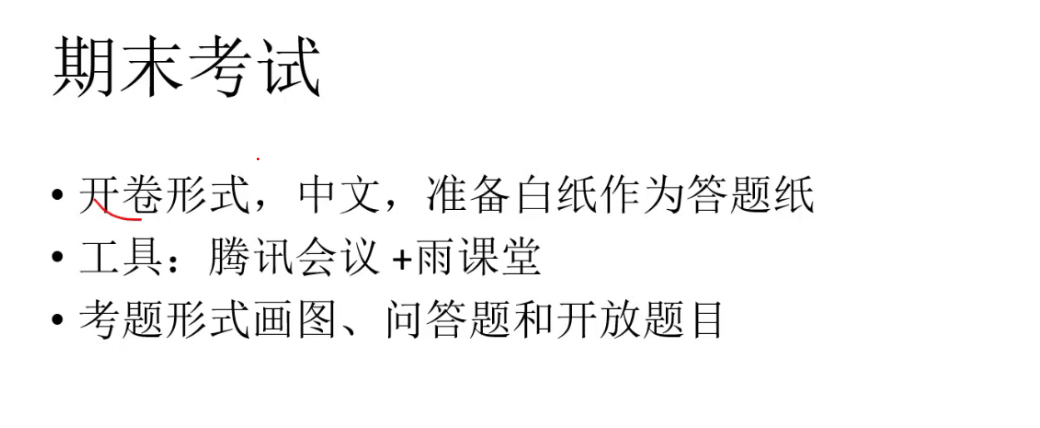 期末考试
• 开卷形式，中文，准备白纸作为答题纸
• 工具：腾讯会议 +雨课堂
• 考题形式画图、问答题和开放题目